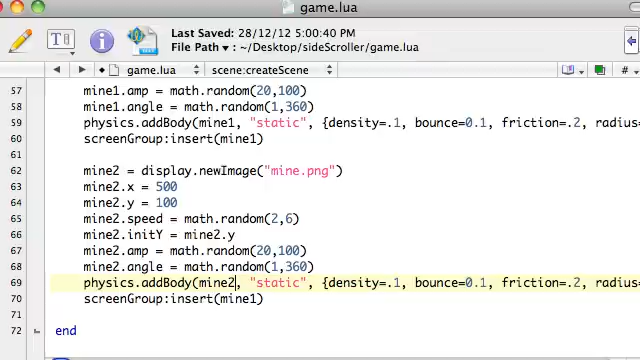 game.lua
Last Saved: 28/12/12 5:00:40 PM
File Path ▾: ~/Desktop/sideScroller/game.lua
T
i
game.lua
scene:createScene
#
57 mine1.amp = math.random(20,100)
58 mine1.angle = math.random(1,360)
59 physics.addBody(mine1, "static", {density=.1, bounce=0.1, friction=.2, radius=
60 screenGroup:insert(mine1)
61
62 mine2 = display.newImage("mine.png")
63 mine2.x = 500
64 mine2.y = 100
65 mine2.speed = math.random(2,6)
66 mine2.initY = mine2.y
67 mine2.amp = math.random(20,100)
68 mine2.angle = math.random(1,360)
69 physics.addBody(mine2, "static", {density=.1, bounce=0.1, friction=.2, radius=
70 screenGroup:insert(mine1)
71
72 end